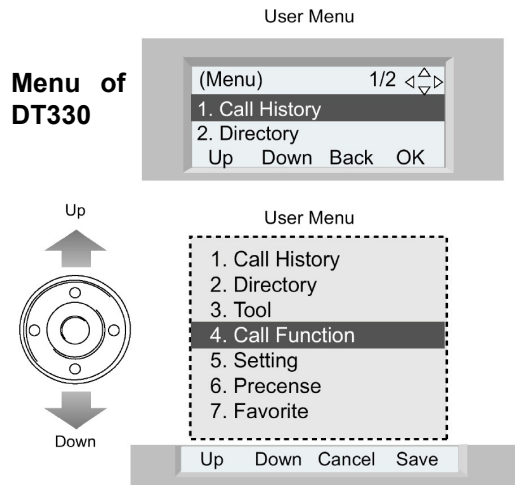 User Menu
Menu of
DT330
(Menu) 1/2
1. Call History
2. Directory
Up Down Back OK
Up
User Menu
1. Call History
2. Directory
3. Tool
4. Call Function
5. Setting
6. Precense
7. Favorite
Down
Up Down Cancel Save